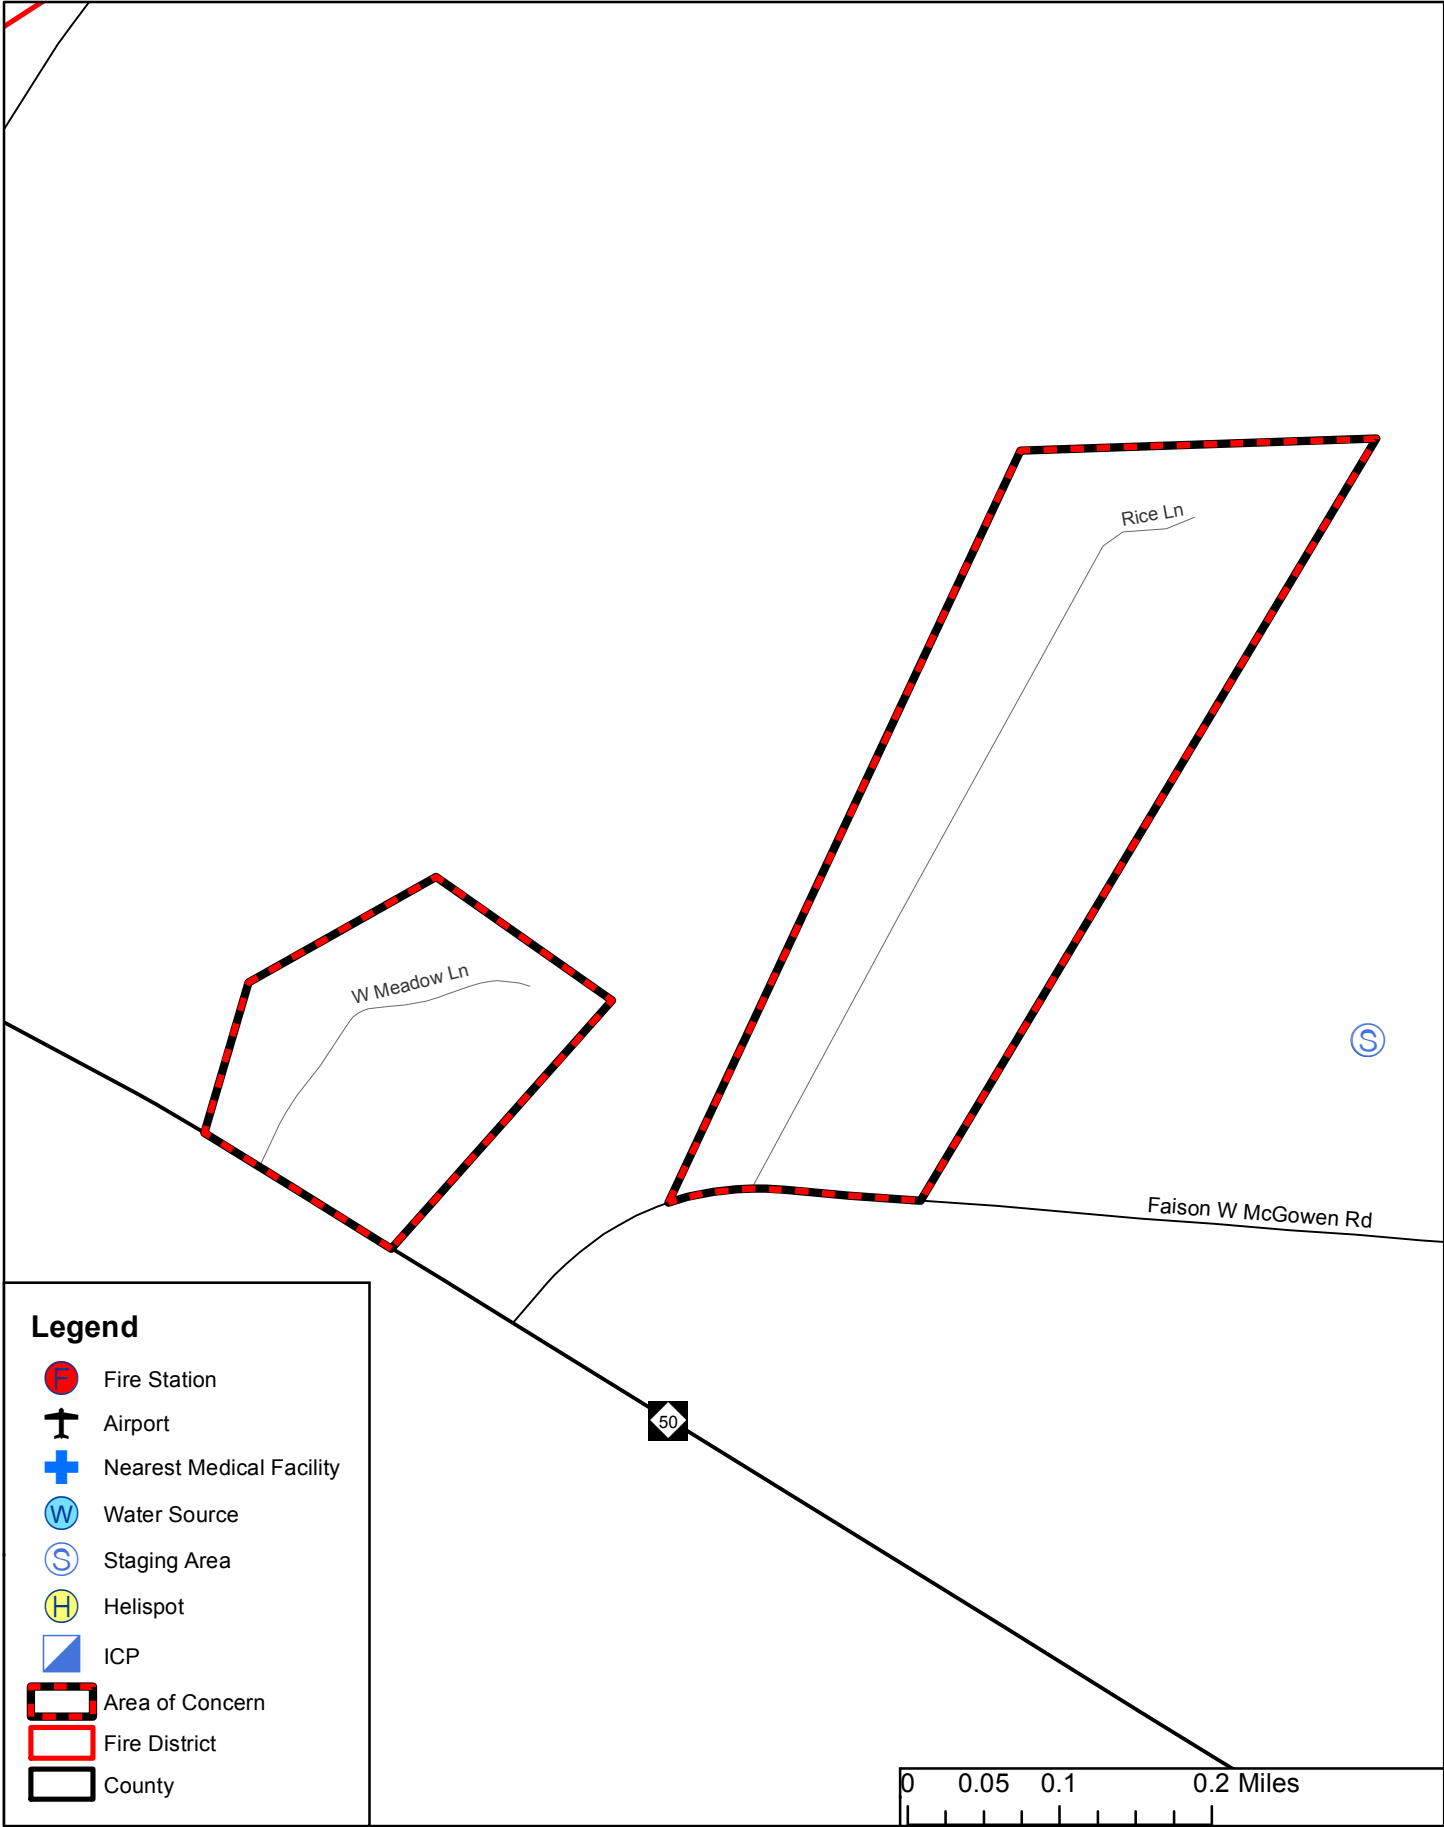 Rice Ln
W Meadow Ln
S
Faison W McGowen Rd
50
Legend
F Fire Station
Airport
Nearest Medical Facility
W Water Source
S Staging Area
H Helispot
ICP
Area of Concern
Fire District
County
0 0.05 0.1 0.2 Miles